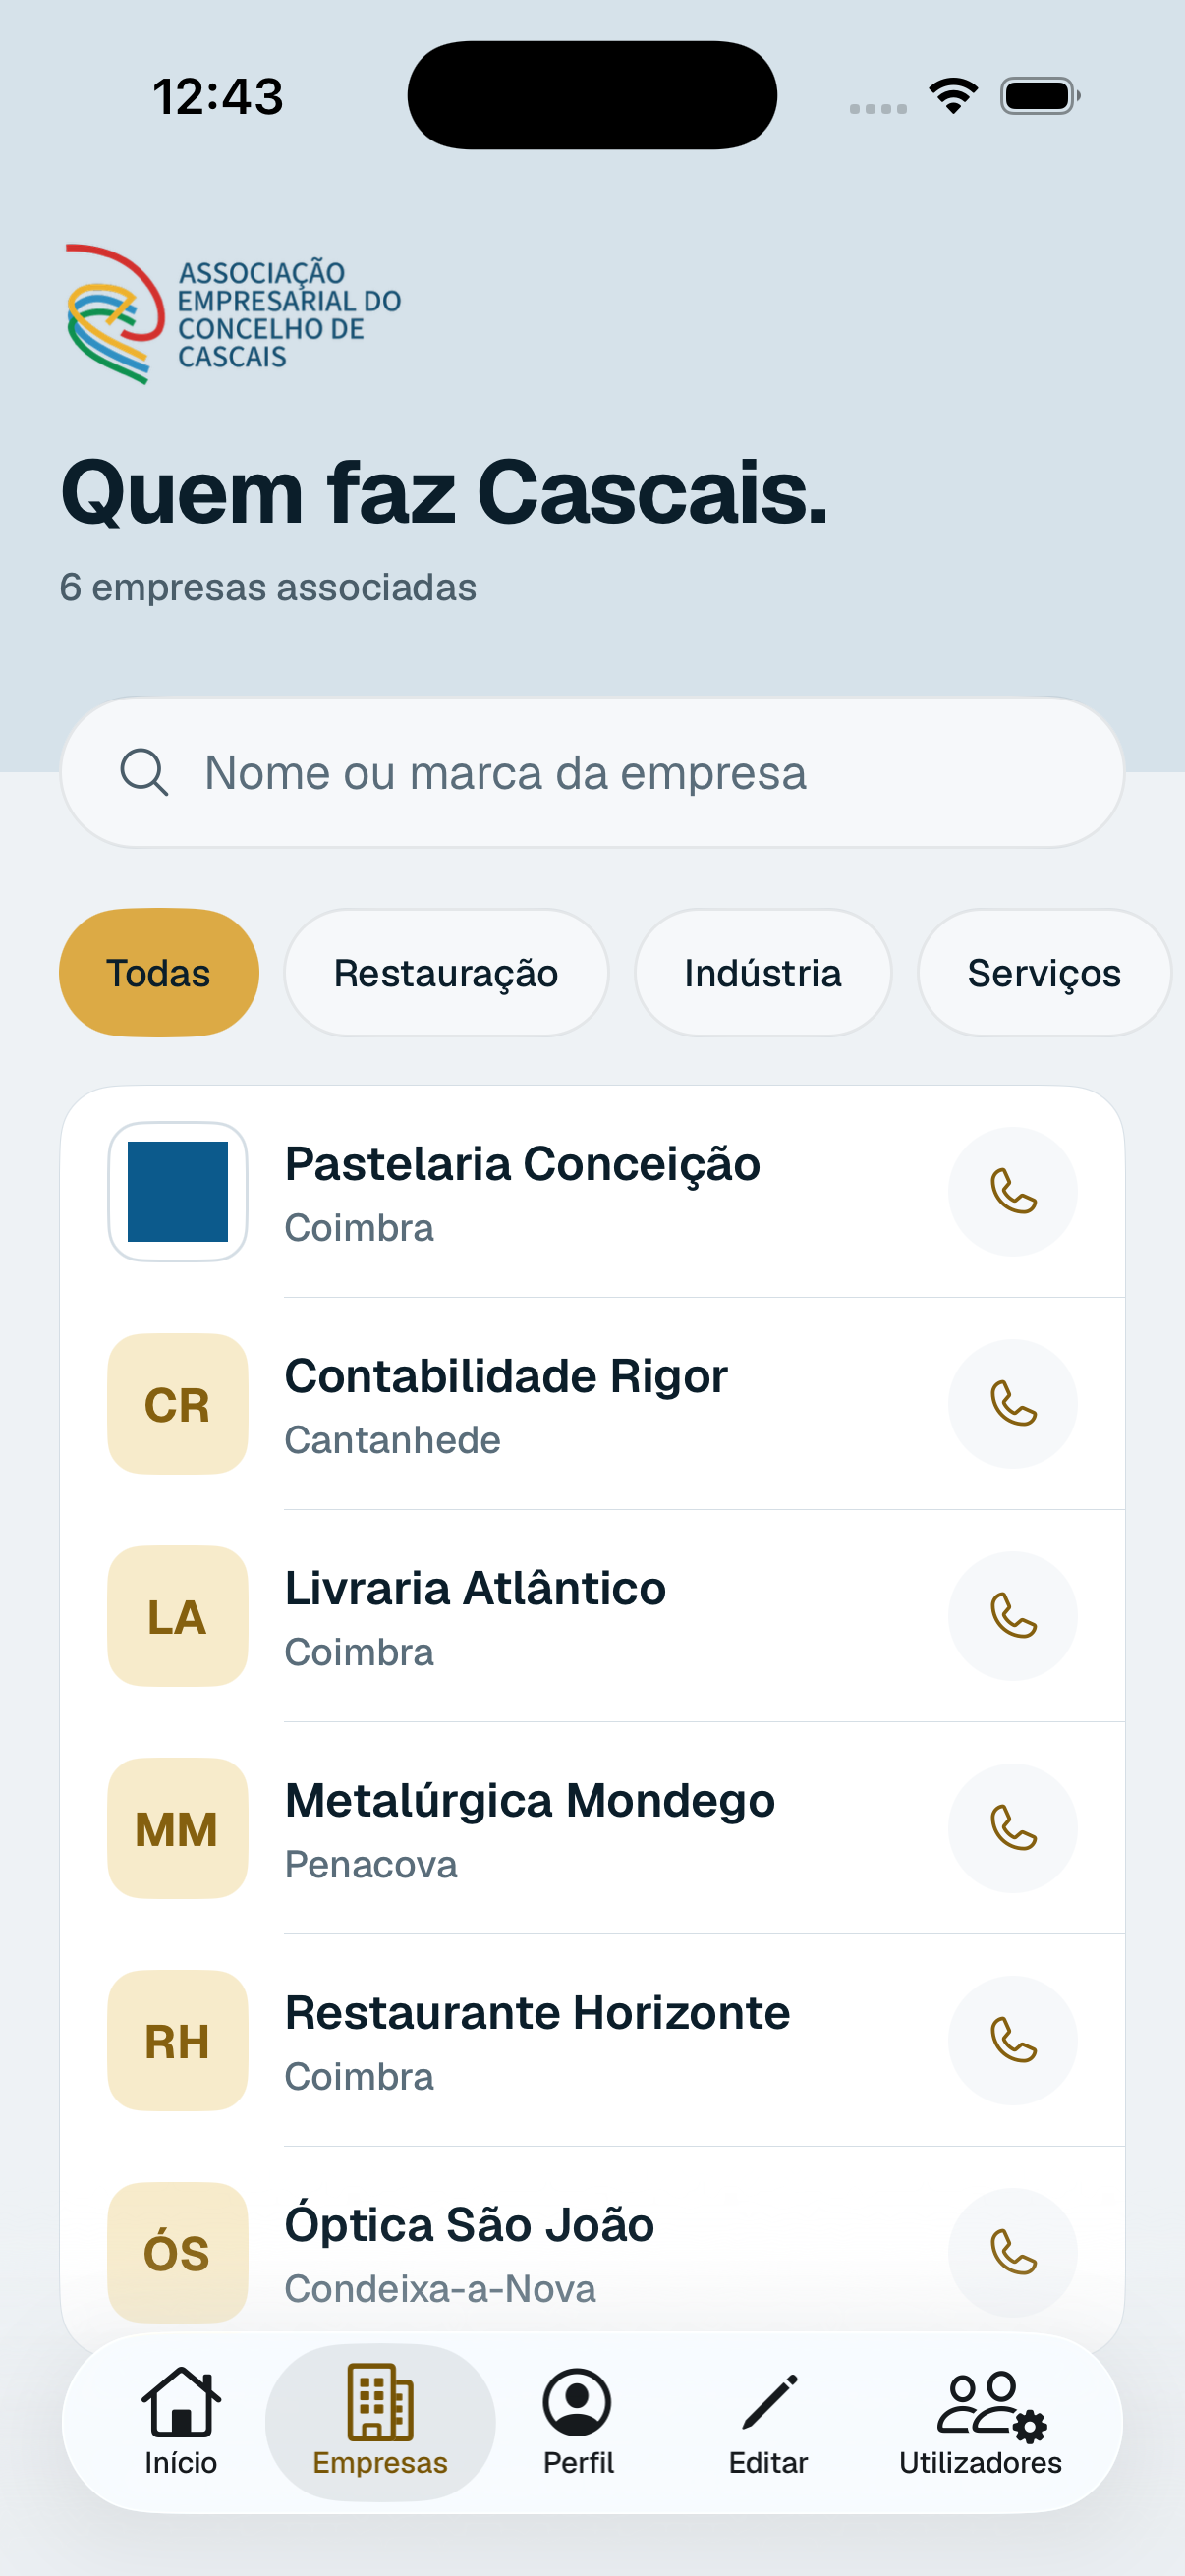 12:43
ASSOCIAÇÃO
EMPRESARIAL DO
CONCELHO DE
CASCAIS
Quem faz Cascais.
6 empresas associadas
Nome ou marca da empresa
Todas
Restauração
Indústria
Serviços
Pastelaria Conceição
Coimbra
CR
Contabilidade Rigor
Cantanhede
LA
Livraria Atlântico
Coimbra
MM
Metalúrgica Mondego
Penacova
RH
Restaurante Horizonte
Coimbra
ÓS
Óptica São João
Condeixa-a-Nova
Início
Empresas
Perfil
Editar
Utilizadores